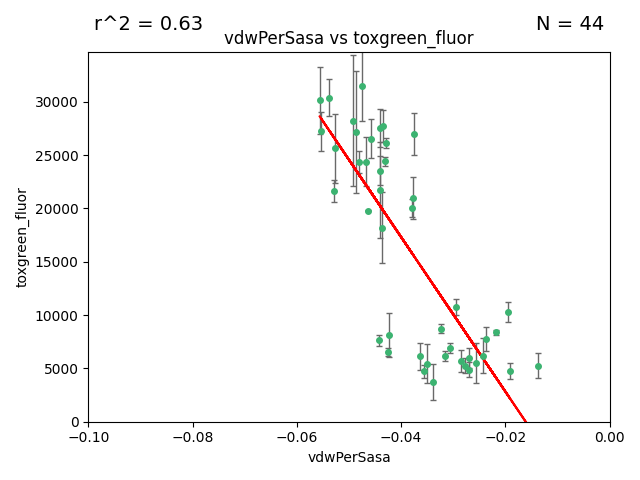 r^2 = 0.63
N = 44
vdwPerSasa vs toxgreen_fluor
toxgreen_fluor
30000
25000
20000
15000
10000
5000
0
−0.10
−0.08
−0.06
−0.04
−0.02
0.00
vdwPerSasa